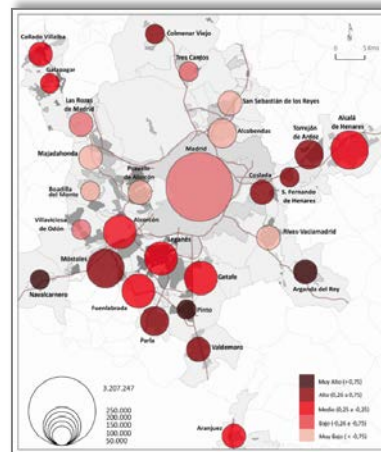 Colmenar Viejo
Collado Villalba
Tres Cantos
Galapagar
5 Kms
Las Rozas
de Madrid
San Sebastián de los Reyes
Alcobendas
Alcalá
de Henares
Torrejón
de Ardoz
Majadahonda
Madrid
Pozuelo
de Alarcón
Coslada
Boadilla
del Monte
S. Fernando
de Henares
Villaviciosa
de Odón
Alcorcón
Rivas Vaciamadrid
Leganés
Móstoles
Getafe
Navalcarnero
Arganda del Rey
Fuenlabrada
Pinto
Parla
Valdemoro
3.207.247
250.000
200.000
150.000
100.000
50.000
Muy Alto (+0,75)
Alto (0,26 a 0,75)
Medio (0,25 a -0,25)
Bajo (-0,26 a -0,75)
Muy Bajo (< -0,75)
Aranjuez